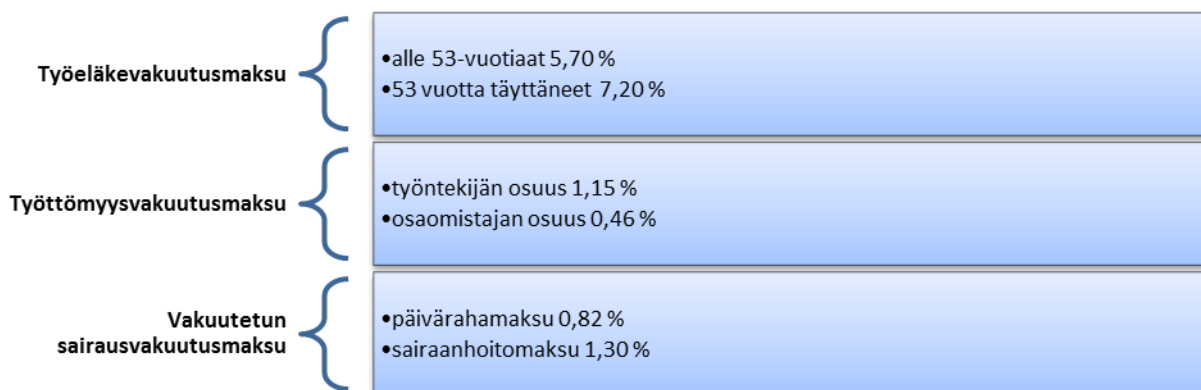 Työeläkevakuutusmaksu
•alle 53-vuotiaat 5,70 %
•53 vuotta täyttäneet 7,20 %
Työttömyysvakuutusmaksu
•työntekijän osuus 1,15 %
•osaomistajan osuus 0,46 %
Vakuutetun
sairausvakuutusmaksu
•päivärahamaksu 0,82 %
•sairaanhoitomaksu 1,30 %